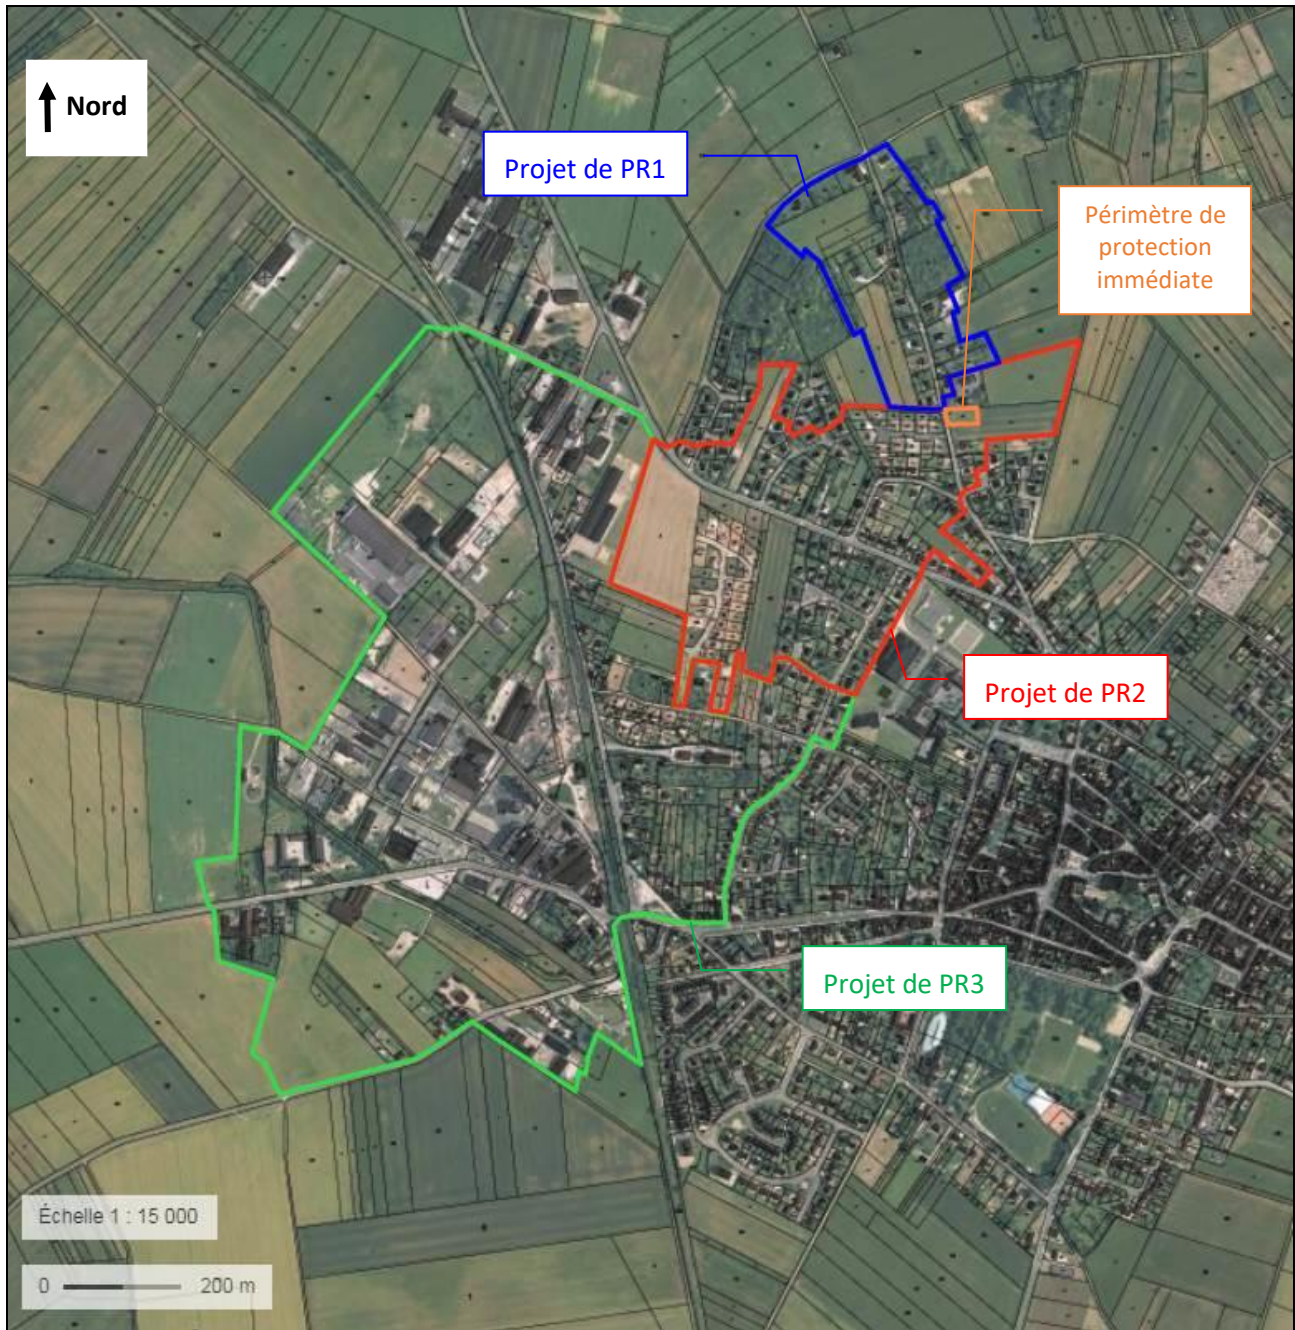 Nord
Projet de PR1
Périmètre de
protection
immédiate
Projet de PR2
Projet de PR3
Échelle 1 : 15 000
0 200 m